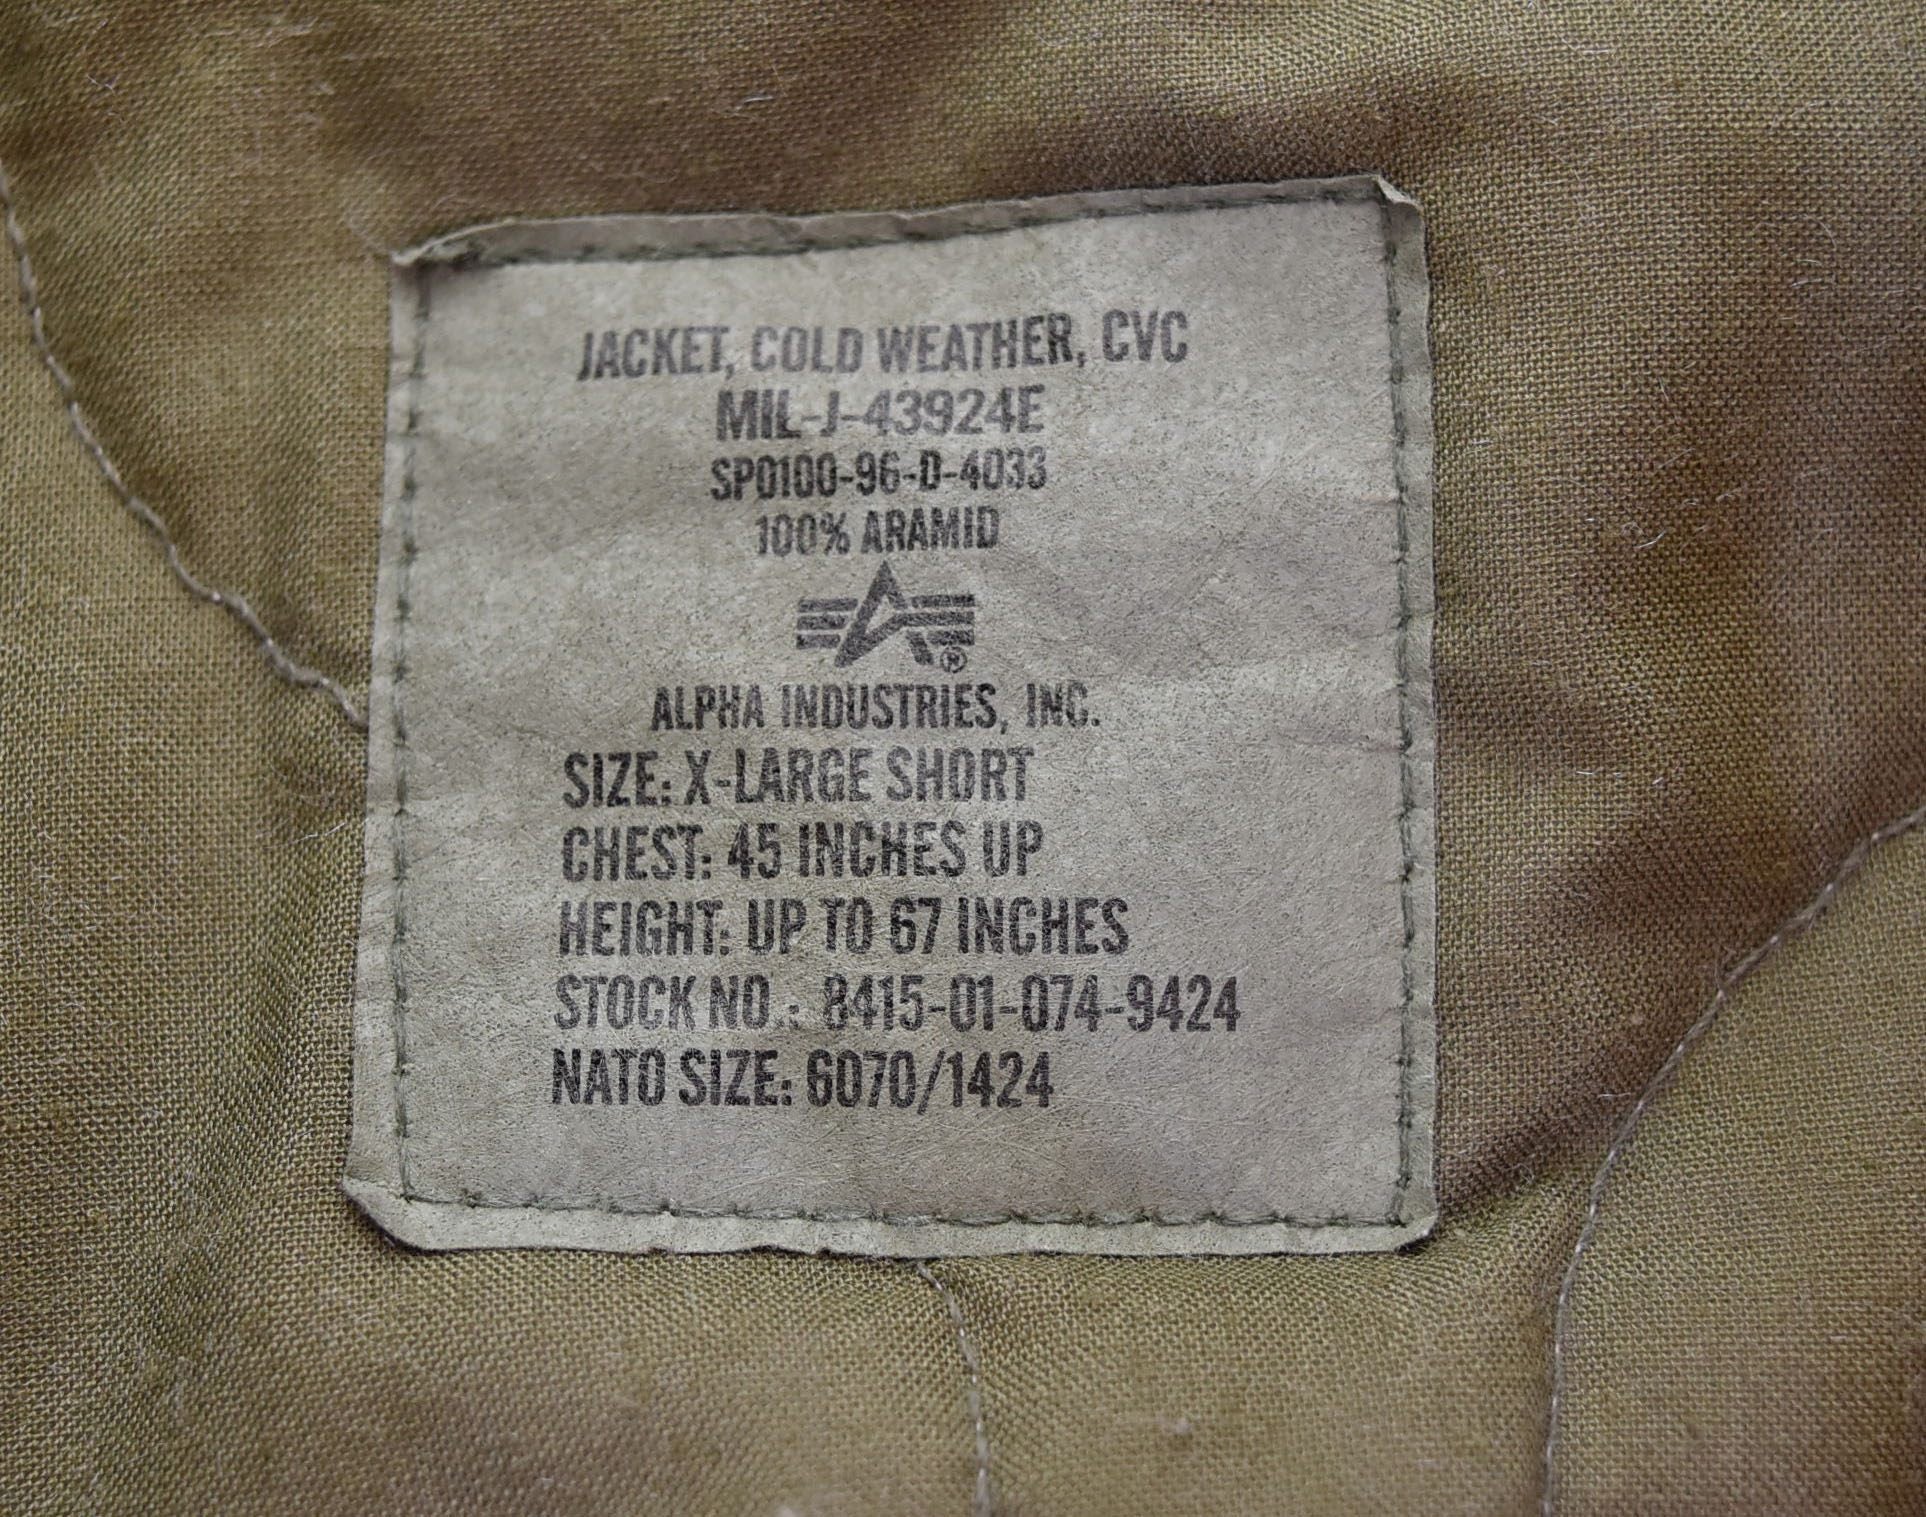 JACKET, COLD WEATHER, CVC
MIL-J-43924E
SP0100-96-D-4033
100% ARAMID
®
ALPHA INDUSTRIES, INC.
SIZE: X-LARGE SHORT
CHEST: 45 INCHES UP
HEIGHT: UP TO 67 INCHES
STOCK NO.: 8415-01-074-9424
NATO SIZE: 6070/1424